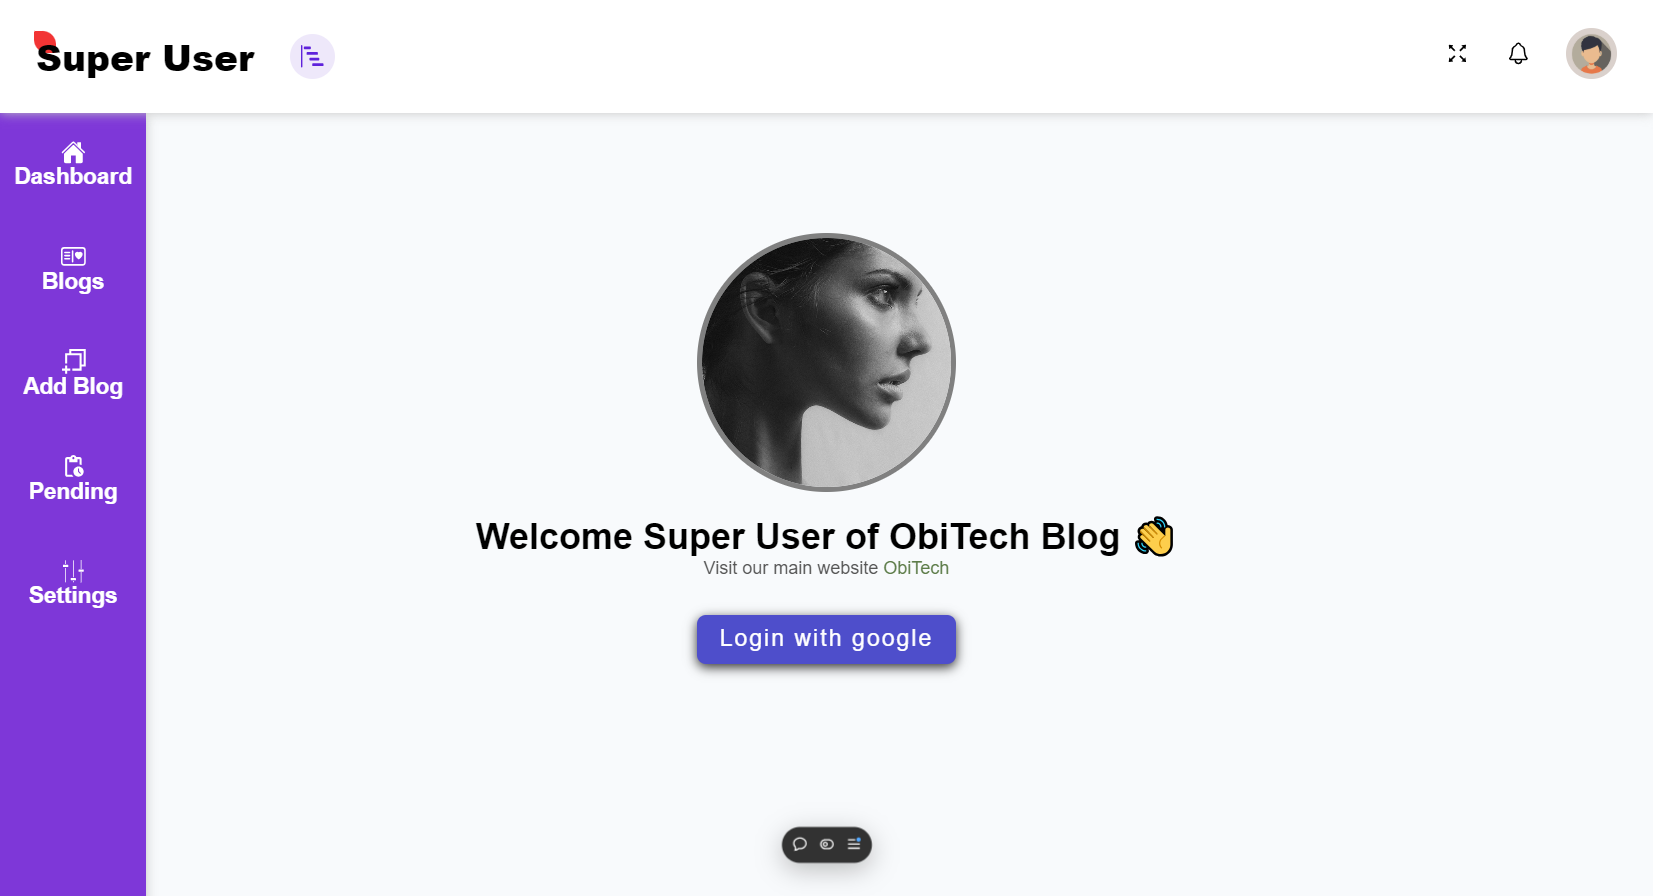 Super User
Dashboard
Blogs
Add Blog
Pending
Settings
Welcome Super User of ObiTech Blog 👋
Visit our main website ObiTech
Login with google